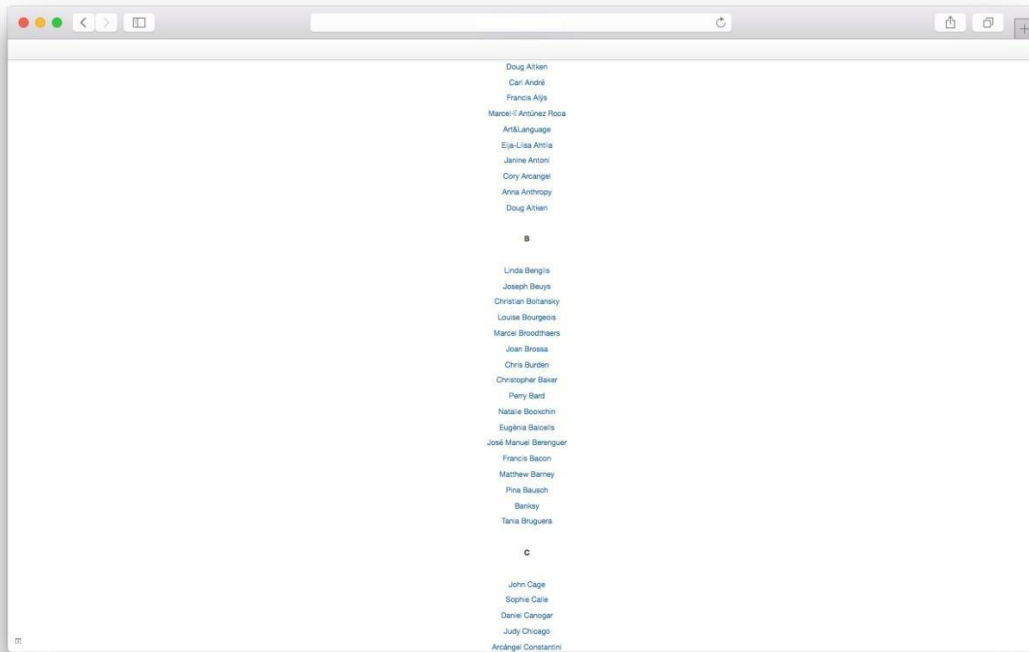 Doug Aitken
Carl André
Francis Alÿs
Marcel·lí Antúnez Roca
Art&Language
Eija-Liisa Ahtila
Janine Antoni
Cory Arcangel
Anna Anthropy
Doug Aitken
B
Linda Benglis
Joseph Beuys
Christian Boltansky
Louise Bourgeois
Marcel Broodthaers
Joan Brossa
Chris Burden
Christopher Baker
Perry Bard
Natalie Bookchin
Eugènia Balcells
José Manuel Berenguer
Francis Bacon
Matthew Barney
Pina Bausch
Banksy
Tania Bruguera
C
John Cage
Sophie Calle
Daniel Canogar
Judy Chicago
Arcángel Constantini